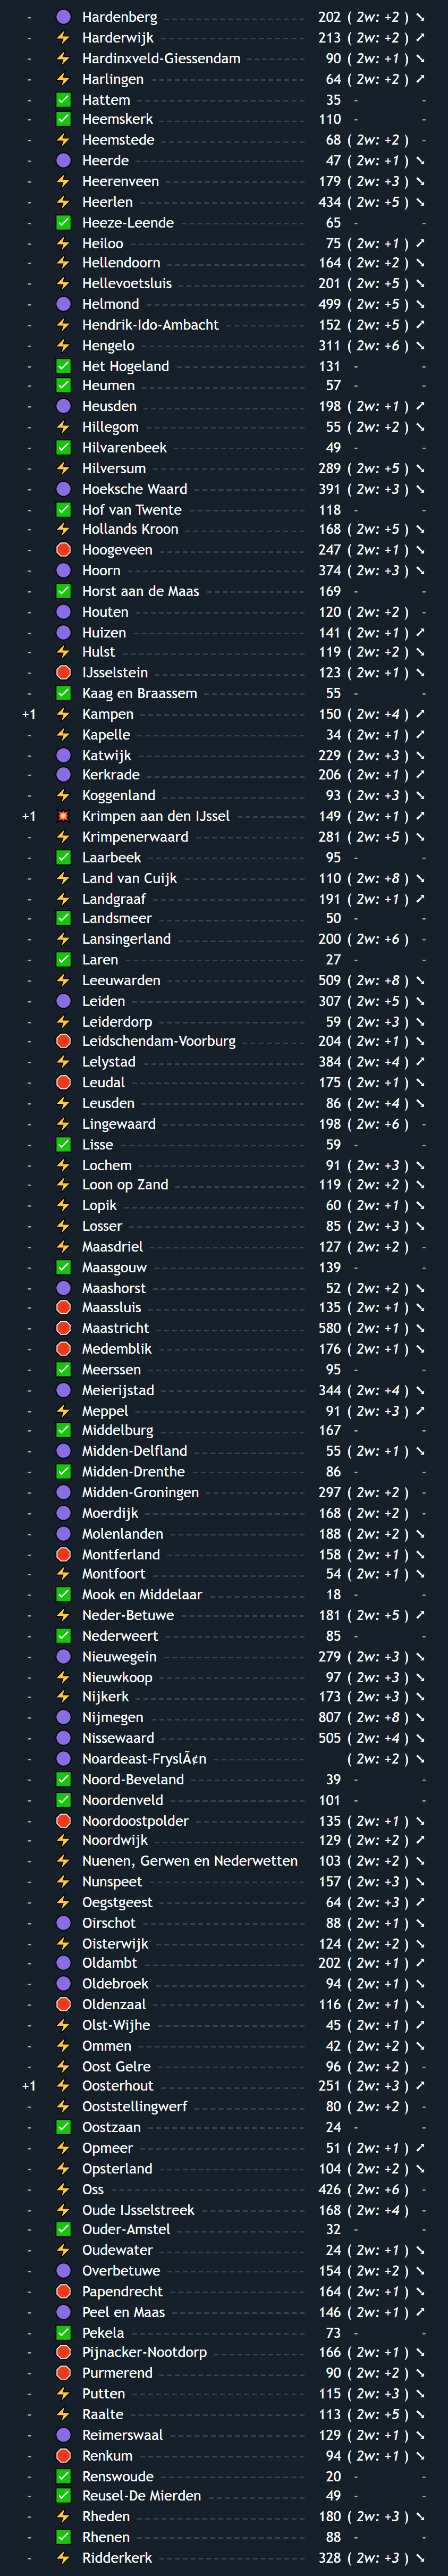 - Hardenberg 202 ( 2w: +2 ) ↘
- Harderwijk 213 ( 2w: +2 ) ↗
- Hardinxveld-Giessendam 90 ( 2w: +1 ) ↘
- Harlingen 64 ( 2w: +2 ) ↗
- Hattem 35 - -
- Heemskerk 110 - -
- Heemstede 68 ( 2w: +2 ) -
- Heerde 47 ( 2w: +1 ) ↘
- Heerenveen 179 ( 2w: +3 ) ↘
- Heerlen 434 ( 2w: +5 ) ↘
- Heeze-Leende 65 - -
- Heiloo 75 ( 2w: +1 ) ↗
- Hellendoorn 164 ( 2w: +2 ) ↘
- Hellevoetsluis 201 ( 2w: +5 ) ↘
- Helmond 499 ( 2w: +5 ) ↘
- Hendrik-Ido-Ambacht 152 ( 2w: +5 ) ↗
- Hengelo 311 ( 2w: +6 ) ↘
- Het Hogeland 131 - -
- Heumen 57 - -
- Heusden 198 ( 2w: +1 ) ↗
- Hillegom 55 ( 2w: +2 ) ↘
- Hilvarenbeek 49 - -
- Hilversum 289 ( 2w: +5 ) ↘
- Hoeksche Waard 391 ( 2w: +3 ) ↘
- Hof van Twente 118 - -
- Hollands Kroon 168 ( 2w: +5 ) ↘
- Hoogeveen 247 ( 2w: +1 ) ↘
- Hoorn 374 ( 2w: +3 ) ↘
- Horst aan de Maas 169 - -
- Houten 120 ( 2w: +2 ) -
- Huizen 141 ( 2w: +1 ) ↗
- Hulst 119 ( 2w: +2 ) ↘
- IJsselstein 123 ( 2w: +1 ) ↘
- Kaag en Braassem 55 - -
+1 Kampen 150 ( 2w: +4 ) ↗
- Kapelle 34 ( 2w: +1 ) ↗
- Katwijk 229 ( 2w: +3 ) ↘
- Kerkrade 206 ( 2w: +1 ) ↗
- Koggenland 93 ( 2w: +3 ) ↘
+1 Krimpen aan den IJssel 149 ( 2w: +1 ) ↗
- Krimpenerwaard 281 ( 2w: +5 ) ↘
- Laarbeek 95 - -
- Land van Cuijk 110 ( 2w: +8 ) ↘
- Landgraaf 191 ( 2w: +1 ) ↗
- Landsmeer 50 - -
- Lansingerland 200 ( 2w: +6 ) -
- Laren 27 - -
- Leeuwarden 509 ( 2w: +8 ) ↘
- Leiden 307 ( 2w: +5 ) ↘
- Leiderdorp 59 ( 2w: +3 ) ↘
- Leidschendam-Voorburg 204 ( 2w: +1 ) ↘
- Lelystad 384 ( 2w: +4 ) ↗
- Leudal 175 ( 2w: +1 ) ↘
- Leusden 86 ( 2w: +4 ) ↘
- Lingewaard 198 ( 2w: +6 ) -
- Lisse 59 - -
- Lochem 91 ( 2w: +3 ) ↘
- Loon op Zand 119 ( 2w: +2 ) ↘
- Lopik 60 ( 2w: +1 ) ↘
- Losser 85 ( 2w: +3 ) ↘
- Maasdriel 127 ( 2w: +2 ) -
- Maasgouw 139 - -
- Maashorst 52 ( 2w: +2 ) ↘
- Maassluis 135 ( 2w: +1 ) ↘
- Maastricht 580 ( 2w: +1 ) ↘
- Medemblik 176 ( 2w: +1 ) ↘
- Meerssen 95 - -
- Meierijstad 344 ( 2w: +4 ) ↘
- Meppel 91 ( 2w: +3 ) ↗
- Middelburg 167 - -
- Midden-Delfland 55 ( 2w: +1 ) ↘
- Midden-Drenthe 86 - -
- Midden-Groningen 297 ( 2w: +2 ) -
- Moerdijk 168 ( 2w: +2 ) -
- Molenlanden 188 ( 2w: +2 ) ↘
- Montferland 158 ( 2w: +1 ) ↘
- Montfoort 54 ( 2w: +1 ) ↘
- Mook en Middelaar 18 - -
- Neder-Betuwe 181 ( 2w: +5 ) ↗
- Nederweert 85 - -
- Nieuwegein 279 ( 2w: +3 ) ↘
- Nieuwkoop 97 ( 2w: +3 ) ↘
- Nijkerk 173 ( 2w: +3 ) ↘
- Nijmegen 807 ( 2w: +8 ) ↘
- Nissewaard 505 ( 2w: +4 ) ↘
- Noardeast-FryslÃ¢n ( 2w: +2 ) ↘
- Noord-Beveland 39 - -
- Noordenveld 101 - -
- Noordoostpolder 135 ( 2w: +1 ) ↘
- Noordwijk 129 ( 2w: +2 ) ↗
- Nuenen, Gerwen en Nederwetten 103 ( 2w: +2 ) ↘
- Nunspeet 157 ( 2w: +3 ) ↘
- Oegstgeest 64 ( 2w: +3 ) ↗
- Oirschot 88 ( 2w: +1 ) ↘
- Oisterwijk 124 ( 2w: +2 ) ↘
- Oldambt 202 ( 2w: +1 ) ↗
- Oldebroek 94 ( 2w: +1 ) ↘
- Oldenzaal 116 ( 2w: +1 ) ↘
- Olst-Wijhe 45 ( 2w: +1 ) ↗
- Ommen 42 ( 2w: +2 ) ↘
- Oost Gelre 96 ( 2w: +2 ) -
+1 Oosterhout 251 ( 2w: +3 ) ↗
- Ooststellingwerf 80 ( 2w: +2 ) -
- Oostzaan 24 - -
- Opmeer 51 ( 2w: +1 ) ↗
- Opsterland 104 ( 2w: +2 ) ↘
- Oss 426 ( 2w: +6 ) -
- Oude IJsselstreek 168 ( 2w: +4 ) -
- Ouder-Amstel 32 - -
- Oudewater 24 ( 2w: +1 ) ↘
- Overbetuwe 154 ( 2w: +2 ) ↘
- Papendrecht 164 ( 2w: +1 ) ↘
- Peel en Maas 146 ( 2w: +1 ) ↗
- Pekela 73 - -
- Pijnacker-Nootdorp 166 ( 2w: +1 ) ↘
- Purmerend 90 ( 2w: +2 ) ↘
- Putten 115 ( 2w: +3 ) ↘
- Raalte 113 ( 2w: +5 ) ↘
- Reimerswaal 129 ( 2w: +1 ) ↘
- Renkum 94 ( 2w: +1 ) ↘
- Renswoude 20 - -
- Reusel-De Mierden 49 - -
- Rheden 180 ( 2w: +3 ) ↘
- Rhenen 88 - -
- Ridderkerk 328 ( 2w: +3 ) ↘